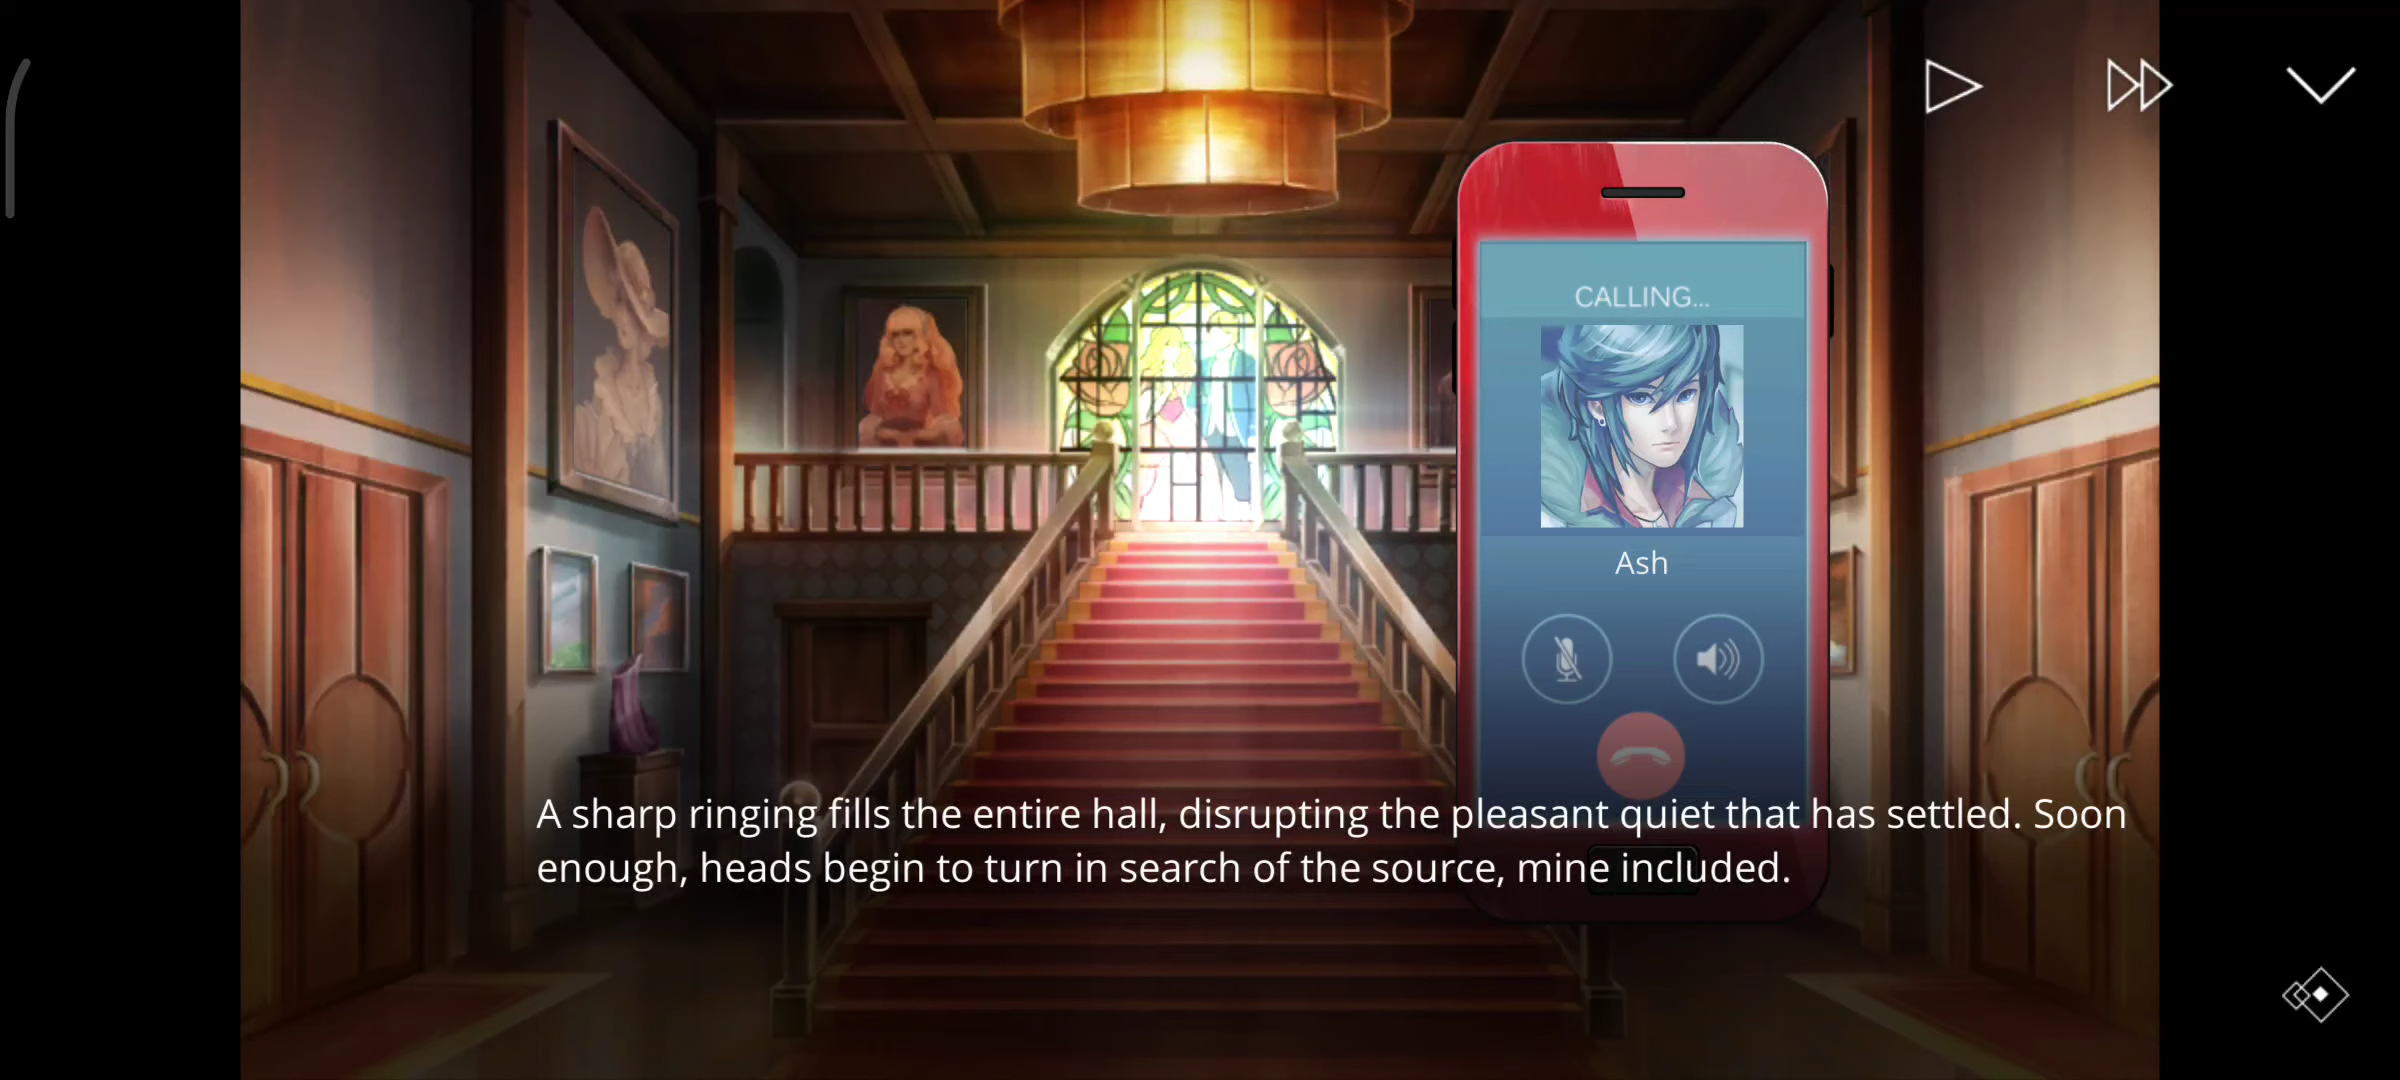 CALLING...
Ash
A sharp ringing fills the entire hall, disrupting the pleasant quiet that has settled. Soon
enough, heads begin to turn in search of the source, mine included.